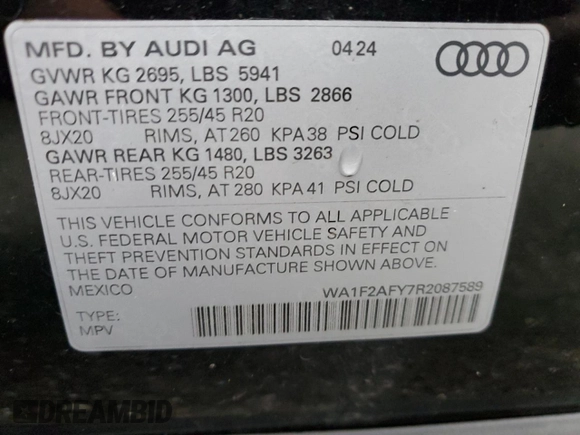 MFD. BY AUDI AG 04 24
GVWR KG 2695, LBS 5941
GAWR FRONT KG 1300, LBS 2866
FRONT-TIRES 255/45 R20
8JX20 RIMS, AT 260 KPA 38 PSI COLD
GAWR REAR KG 1480, LBS 3263
REAR-TIRES 255/45 R20
8JX20 RIMS, AT 280 KPA 41 PSI COLD
THIS VEHICLE CONFORMS TO ALL APPLICABLE
U.S. FEDERAL MOTOR VEHICLE SAFETY AND
THEFT PREVENTION STANDARDS IN EFFECT ON
THE DATE OF MANUFACTURE SHOWN ABOVE.
MEXICO WA1F2AFY7R2087589
TYPE:
MPV
DREAMBID